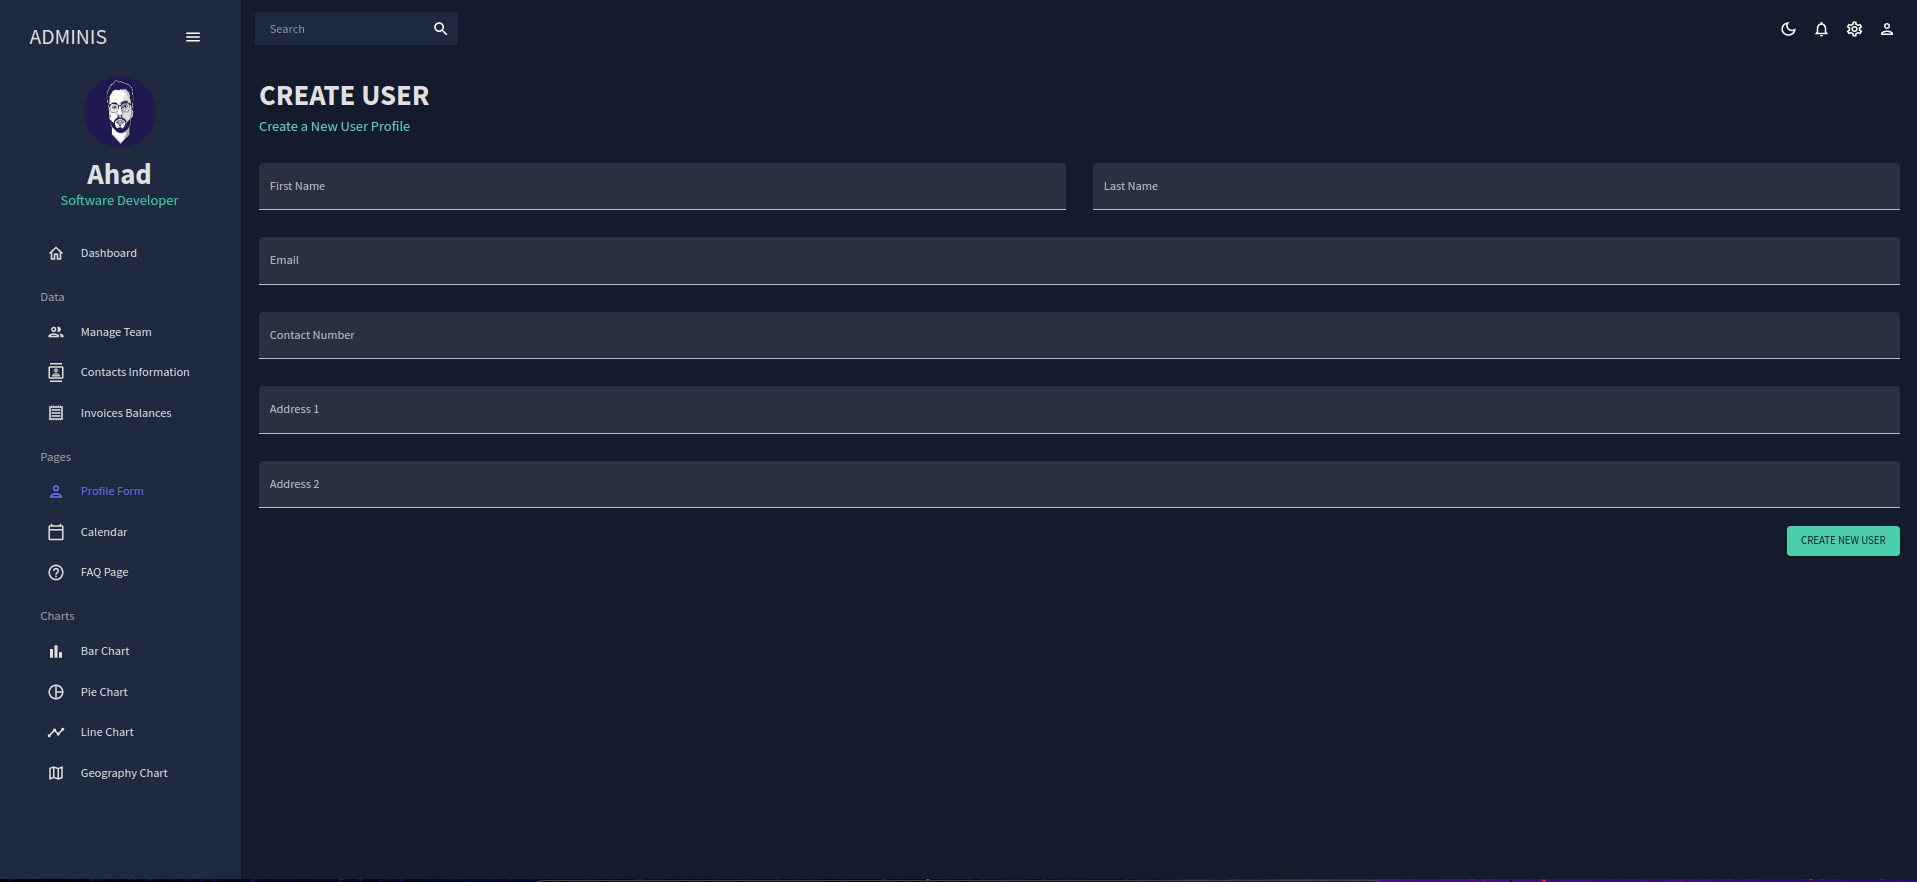 ADMINIS
Ahad
Software Developer
Dashboard
Data
Manage Team
Contacts Information
Invoices Balances
Pages
Profile Form
Calendar
FAQ Page
Charts
Bar Chart
Pie Chart
Line Chart
Geography Chart
Search
CREATE USER
Create a New User Profile
First Name
Last Name
Email
Contact Number
Address 1
Address 2
CREATE NEW USER